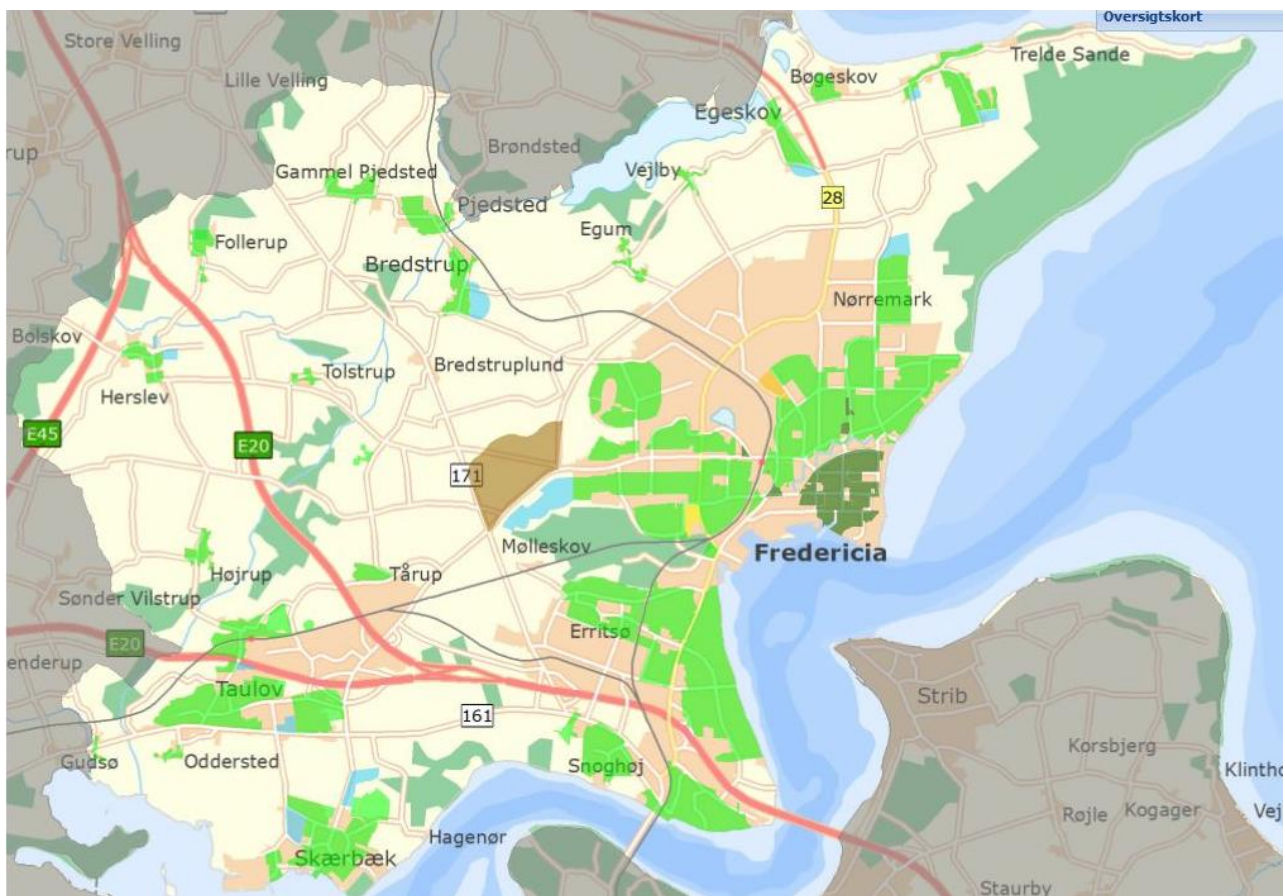 Oversigtskort
Store Velling
Trelde Sande
Lille Velling
Bøgeskov
Egeskov
rup
Brøndsted
Gammel Pjedsted
Vejlby
28
Pjedsted
Follerup
Egum
Bredstrup
Nørremark
Bolskov
Bredstruplund
Tolstrup
Herslev
E45
E20
171
Mølleskov
Fredericia
Højrup
Tårup
Sønder Vilstrup
Erritsø
E20
enderup
Taulov
Strib
161
Korsbjerg
Gudsø
Oddersted
Snoghøj
Klintho
Røjle
Kogager
Vej
Hagenør
Skærbæk
Staurby